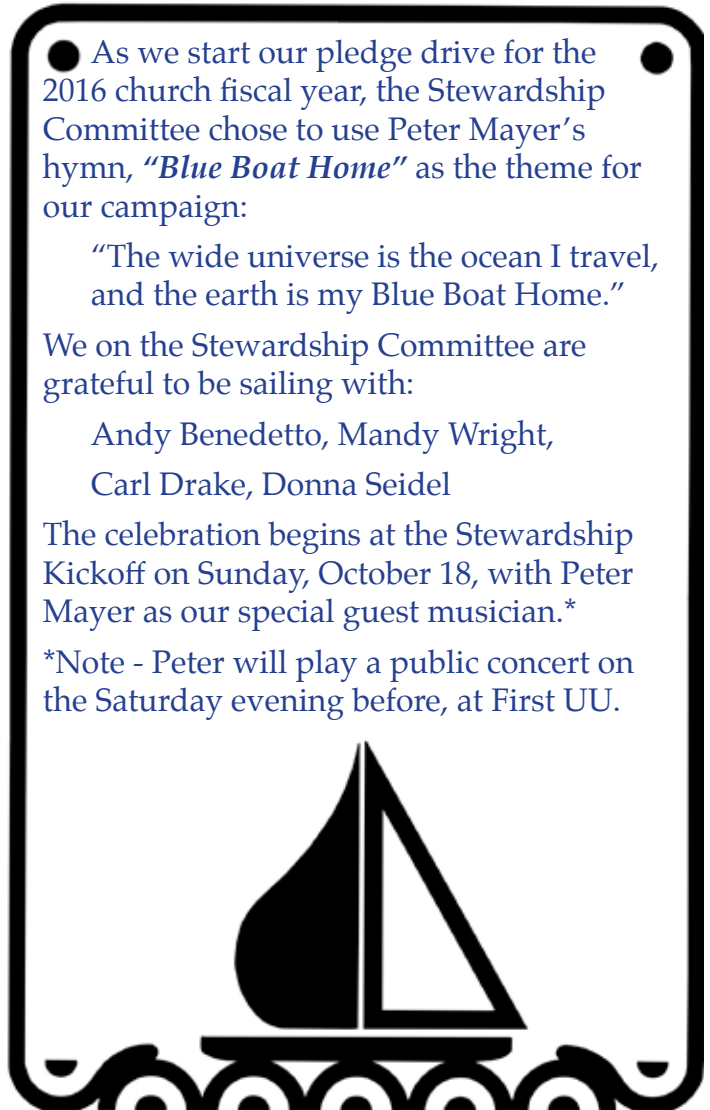 As we start our pledge drive for the
2016 church fiscal year, the Stewardship
Committee chose to use Peter Mayer’s
hymn, “Blue Boat Home” as the theme for
our campaign:
“The wide universe is the ocean I travel,
and the earth is my Blue Boat Home.”
We on the Stewardship Committee are
grateful to be sailing with:
Andy Benedetto, Mandy Wright,
Carl Drake, Donna Seidel
The celebration begins at the Stewardship
Kickoff on Sunday, October 18, with Peter
Mayer as our special guest musician.*
*Note - Peter will play a public concert on
the Saturday evening before, at First UU.